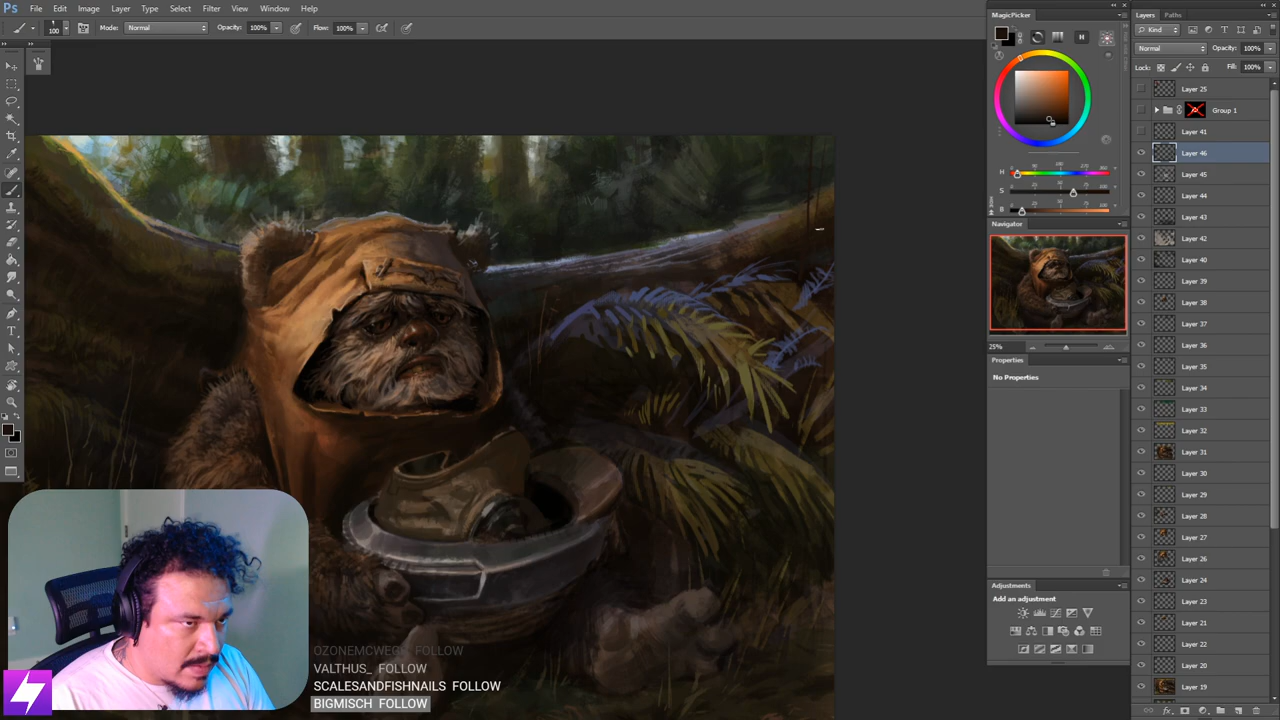 Ps File Edit Image Layer Type Select Filter View Window Help
100 Mode: Normal Opacity: 100% Flow: 100%
MagicPicker
H
H
S
B
Navigator
25%
Properties
No Properties
Adjustments
Add an adjustment
Layers Paths
Kind
Normal Opacity: 100%
Lock: Fill: 100%
Layer 25
Group 1
Layer 41
Layer 46
Layer 45
Layer 44
Layer 43
Layer 42
Layer 40
Layer 39
Layer 38
Layer 37
Layer 36
Layer 35
Layer 34
Layer 33
Layer 32
Layer 31
Layer 30
Layer 29
Layer 28
Layer 27
Layer 26
Layer 24
Layer 23
Layer 21
Layer 22
Layer 20
Layer 19
OZONEMCWEGK FOLLOW
VALTHUS_ FOLLOW
SCALESANDFISHNAILS FOLLOW
BIGMISCH FOLLOW